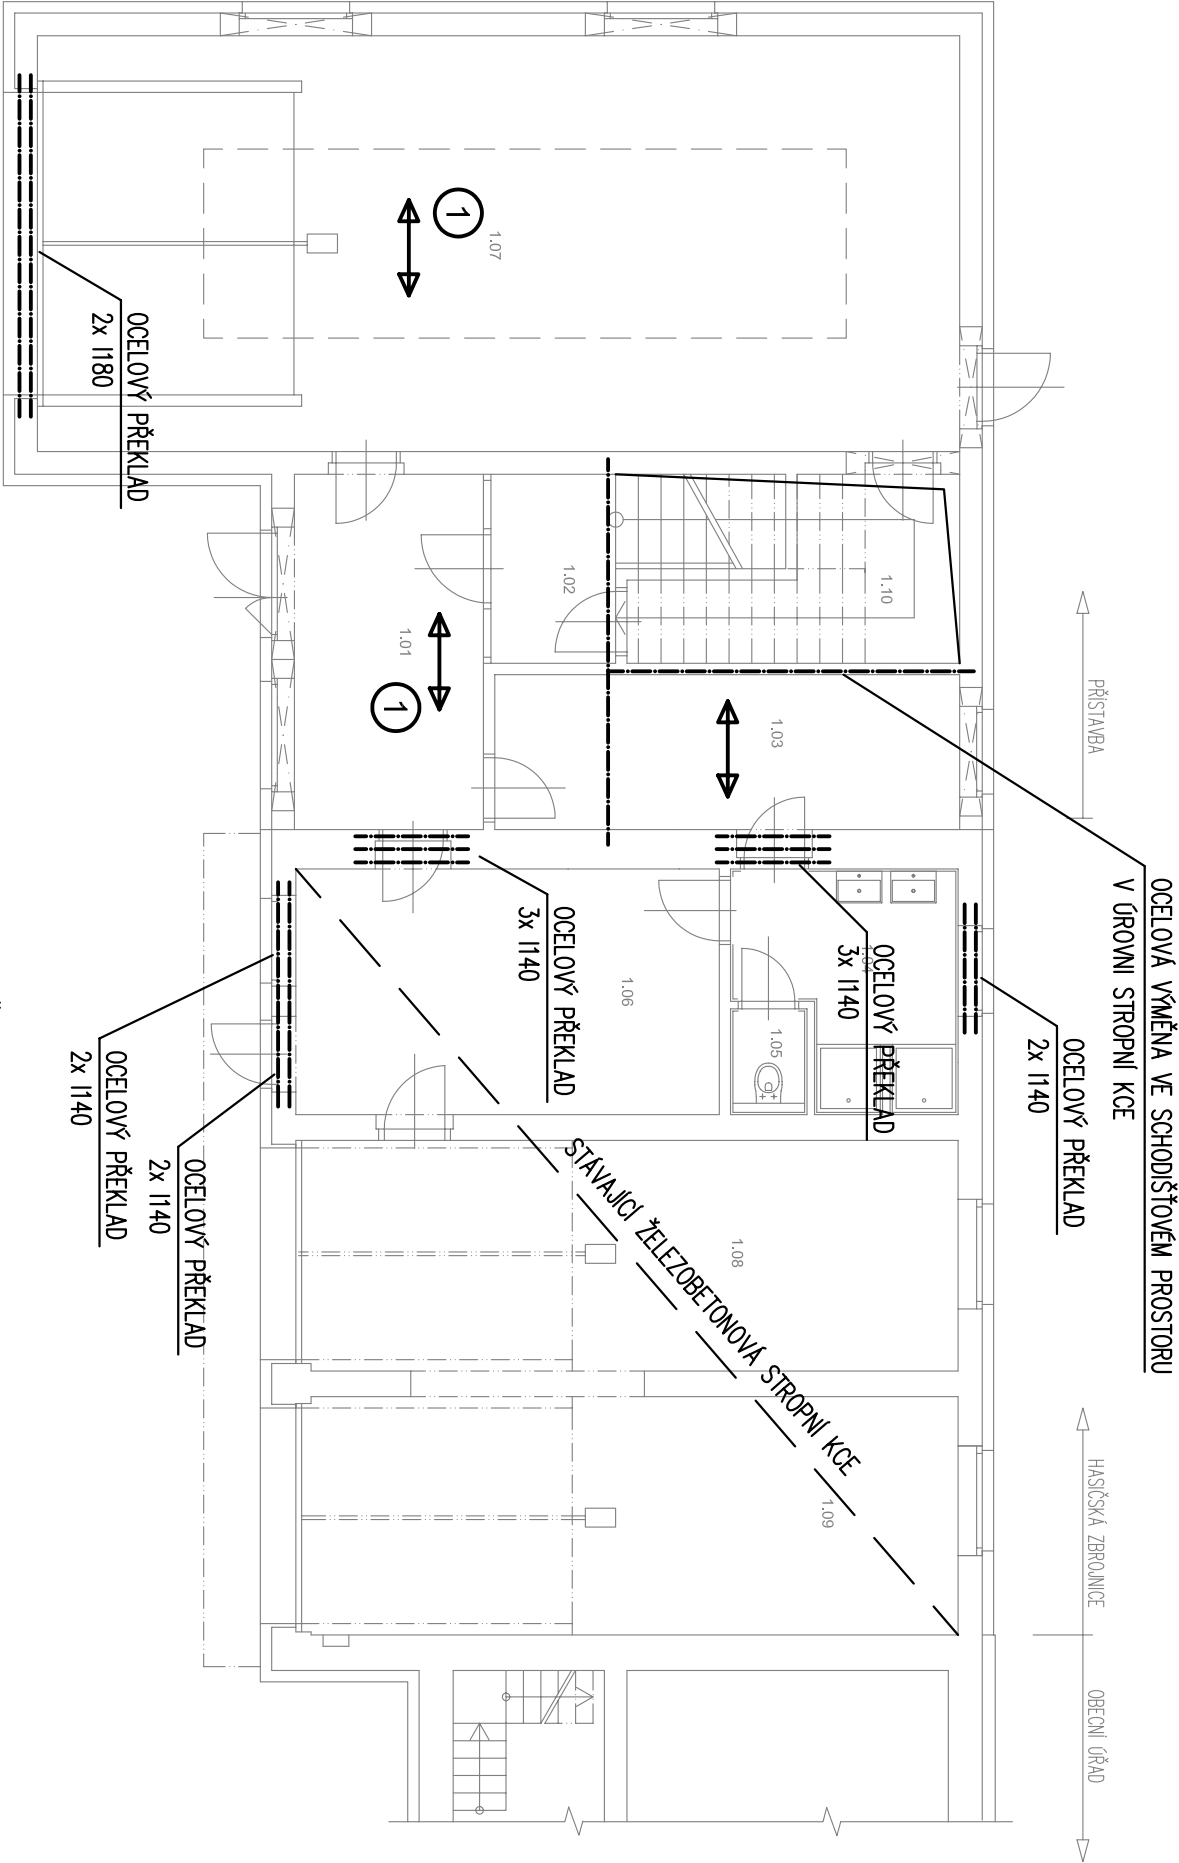 OCELOVÁ VÝMĚNA VE SCHODIŠŤOVÉM PROSTORU
V ÚROVNI STROPNÍ KCE
PŘÍSTAVBA
HASIČSKÁ ZBROJNICE
OBECNÍ ÚŘAD
OCELOVÝ PŘEKLAD
2x I140
OCELOVÝ PŘEKLAD
3x I140
1.04
1.10
1.05
1.03
1.09
1.08
STÁVAJÍCÍ ŽELEZOBETONOVÁ STROPNÍ KCE
1.06
1.02
OCELOVÝ PŘEKLAD
3x I140
1.07
1
1.01
1
OCELOVÝ PŘEKLAD
2x I140
OCELOVÝ PŘEKLAD
2x I180
OCELOVÝ PŘEKLAD
2x I140